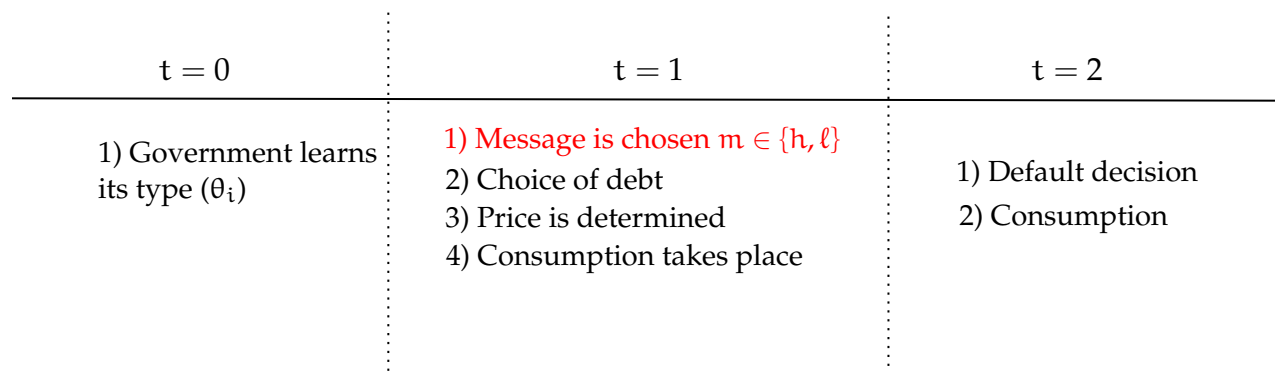 t = 0
t = 1
t = 2
1) Government learns
its type (θᵢ)
1) Message is chosen m ∈ {h, ℓ}
2) Choice of debt
3) Price is determined
4) Consumption takes place
1) Default decision
2) Consumption